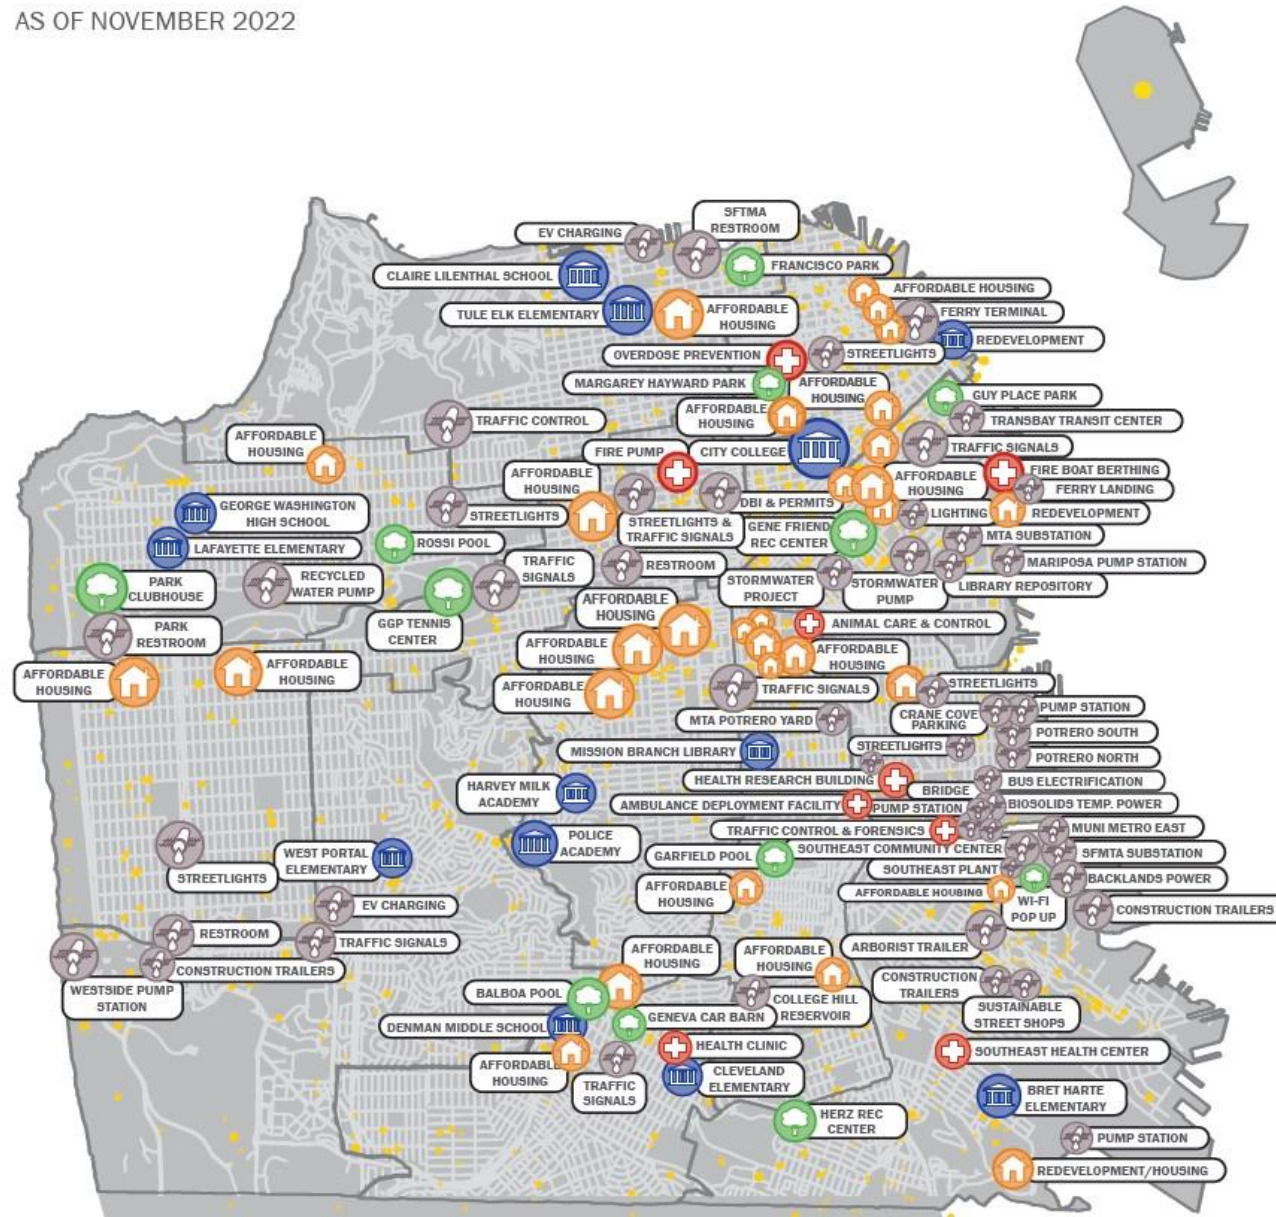 AS OF NOVEMBER 2022
SFTMA
RESTROOM
EV CHARGING
FRANCISCO PARK
CLAIRE LILENTHAL SCHOOL
AFFORDABLE HOUSING
TULE ELK ELEMENTARY
AFFORDABLE
HOUSING
FERRY TERMINAL
REDEVELOPMENT
OVERDOSE PREVENTION
STREETLIGHTS
MARGAREY HAYWARD PARK
AFFORDABLE
HOUSING
GUY PLACE PARK
AFFORDABLE
HOUSING
TRANSBAY TRANSIT CENTER
TRAFFIC CONTROL
AFFORDABLE
HOUSING
FIRE PUMP
CITY COLLEGE
TRAFFIC SIGNALS
AFFORDABLE
HOUSING
AFFORDABLE
HOUSING
FIRE BOAT BERTHING
FERRY LANDING
DBI & PERMITS
GEORGE WASHINGTON
HIGH SCHOOL
STREETLIGHTS
STREETLIGHTS &
TRAFFIC SIGNALS
GENE FRIEND
REC CENTER
LIGHTING
REDEVELOPMENT
MTA SUBSTATION
LAFAYETTE ELEMENTARY
ROSSI POOL
TRAFFIC
SIGNALS
RESTROOM
MARIPOSA PUMP STATION
PARK
CLUBHOUSE
RECYCLED
WATER PUMP
STORMWATER
PROJECT
STORMWATER
PUMP
LIBRARY REPOSITORY
GGP TENNIS
CENTER
AFFORDABLE
HOUSING
ANIMAL CARE & CONTROL
PARK
RESTROOM
AFFORDABLE
HOUSING
AFFORDABLE
HOUSING
AFFORDABLE
HOUSING
AFFORDABLE
HOUSING
AFFORDABLE
HOUSING
TRAFFIC SIGNALS
STREETLIGHTS
MTA POTRERO YARD
CRANE COVE
PARKING
PUMP STATION
POTRERO SOUTH
MISSION BRANCH LIBRARY
STREETLIGHTS
POTRERO NORTH
HEALTH RESEARCH BUILDING
BRIDGE
BUS ELECTRIFICATION
HARVEY MILK
ACADEMY
AMBULANCE DEPLOYMENT FACILITY
PUMP STATION
BIOSOLIDS TEMP. POWER
TRAFFIC CONTROL & FORENSICS
MUNI METRO EAST
POLICE
ACADEMY
SOUTHEAST COMMUNITY CENTER
SFMTA SUBSTATION
WEST PORTAL
ELEMENTARY
GARFIELD POOL
SOUTHEAST PLANT
BACKLANDS POWER
STREETLIGHTS
AFFORDABLE
HOUSING
AFFORDABLE HOUSING
WI-FI
POP UP
CONSTRUCTION TRAILERS
EV CHARGING
RESTROOM
TRAFFIC SIGNALS
ARBORIST TRAILER
AFFORDABLE
HOUSING
AFFORDABLE
HOUSING
CONSTRUCTION TRAILERS
WESTSIDE PUMP
STATION
CONSTRUCTION
TRAILERS
BALBOA POOL
COLLEGE HILL
RESERVOIR
SUSTAINABLE
STREET SHOPS
GENEVA CAR BARN
DENMAN MIDDLE SCHOOL
HEALTH CLINIC
SOUTHEAST HEALTH CENTER
AFFORDABLE
HOUSING
TRAFFIC
SIGNALS
CLEVELAND
ELEMENTARY
BRET HARTE
ELEMENTARY
HERZ REC
CENTER
PUMP STATION
REDEVELOPMENT/HOUSING